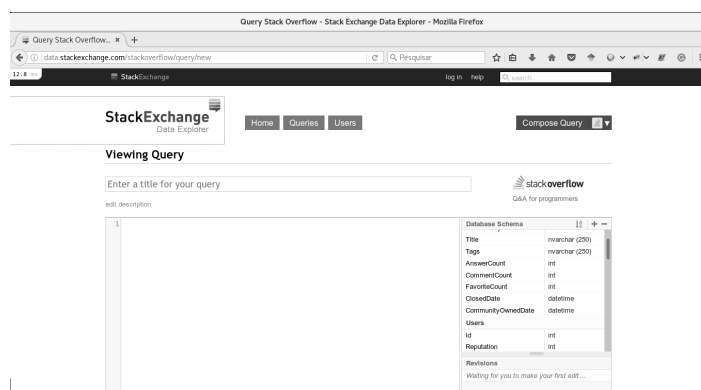 Query Stack Overflow - Stack Exchange Data Explorer - Mozilla Firefox
Query Stack Overflow... × +
data.stackexchange.com/stackoverflow/query/new
Pesquisar
12.8 ms
StackExchange
log in help search
StackExchange
Data Explorer
Home Queries Users
Compose Query
Viewing Query
Enter a title for your query
edit description
stackoverflow
Q&A for programmers
1
Database Schema
Title nvarchar (250)
Tags nvarchar (250)
AnswerCount int
CommentCount int
FavoriteCount int
ClosedDate datetime
CommunityOwnedDate datetime
Users
Id int
Reputation int
Revisions
Waiting for you to make your first edit...